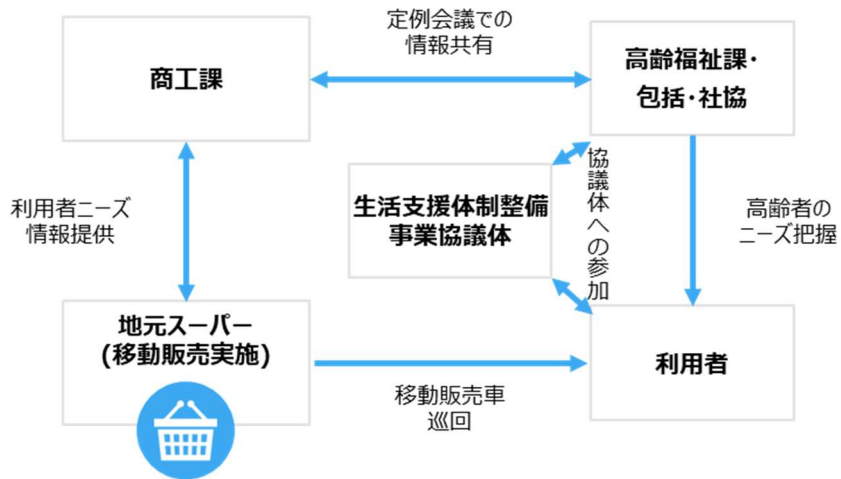 定例会議での
情報共有
商工課
高齢福祉課・
包括・社協
利用者ニーズ
情報提供
生活支援体制整備
事業協議体
協議体への参加
高齢者の
ニーズ把握
地元スーパー
(移動販売実施)
利用者
移動販売車
巡回